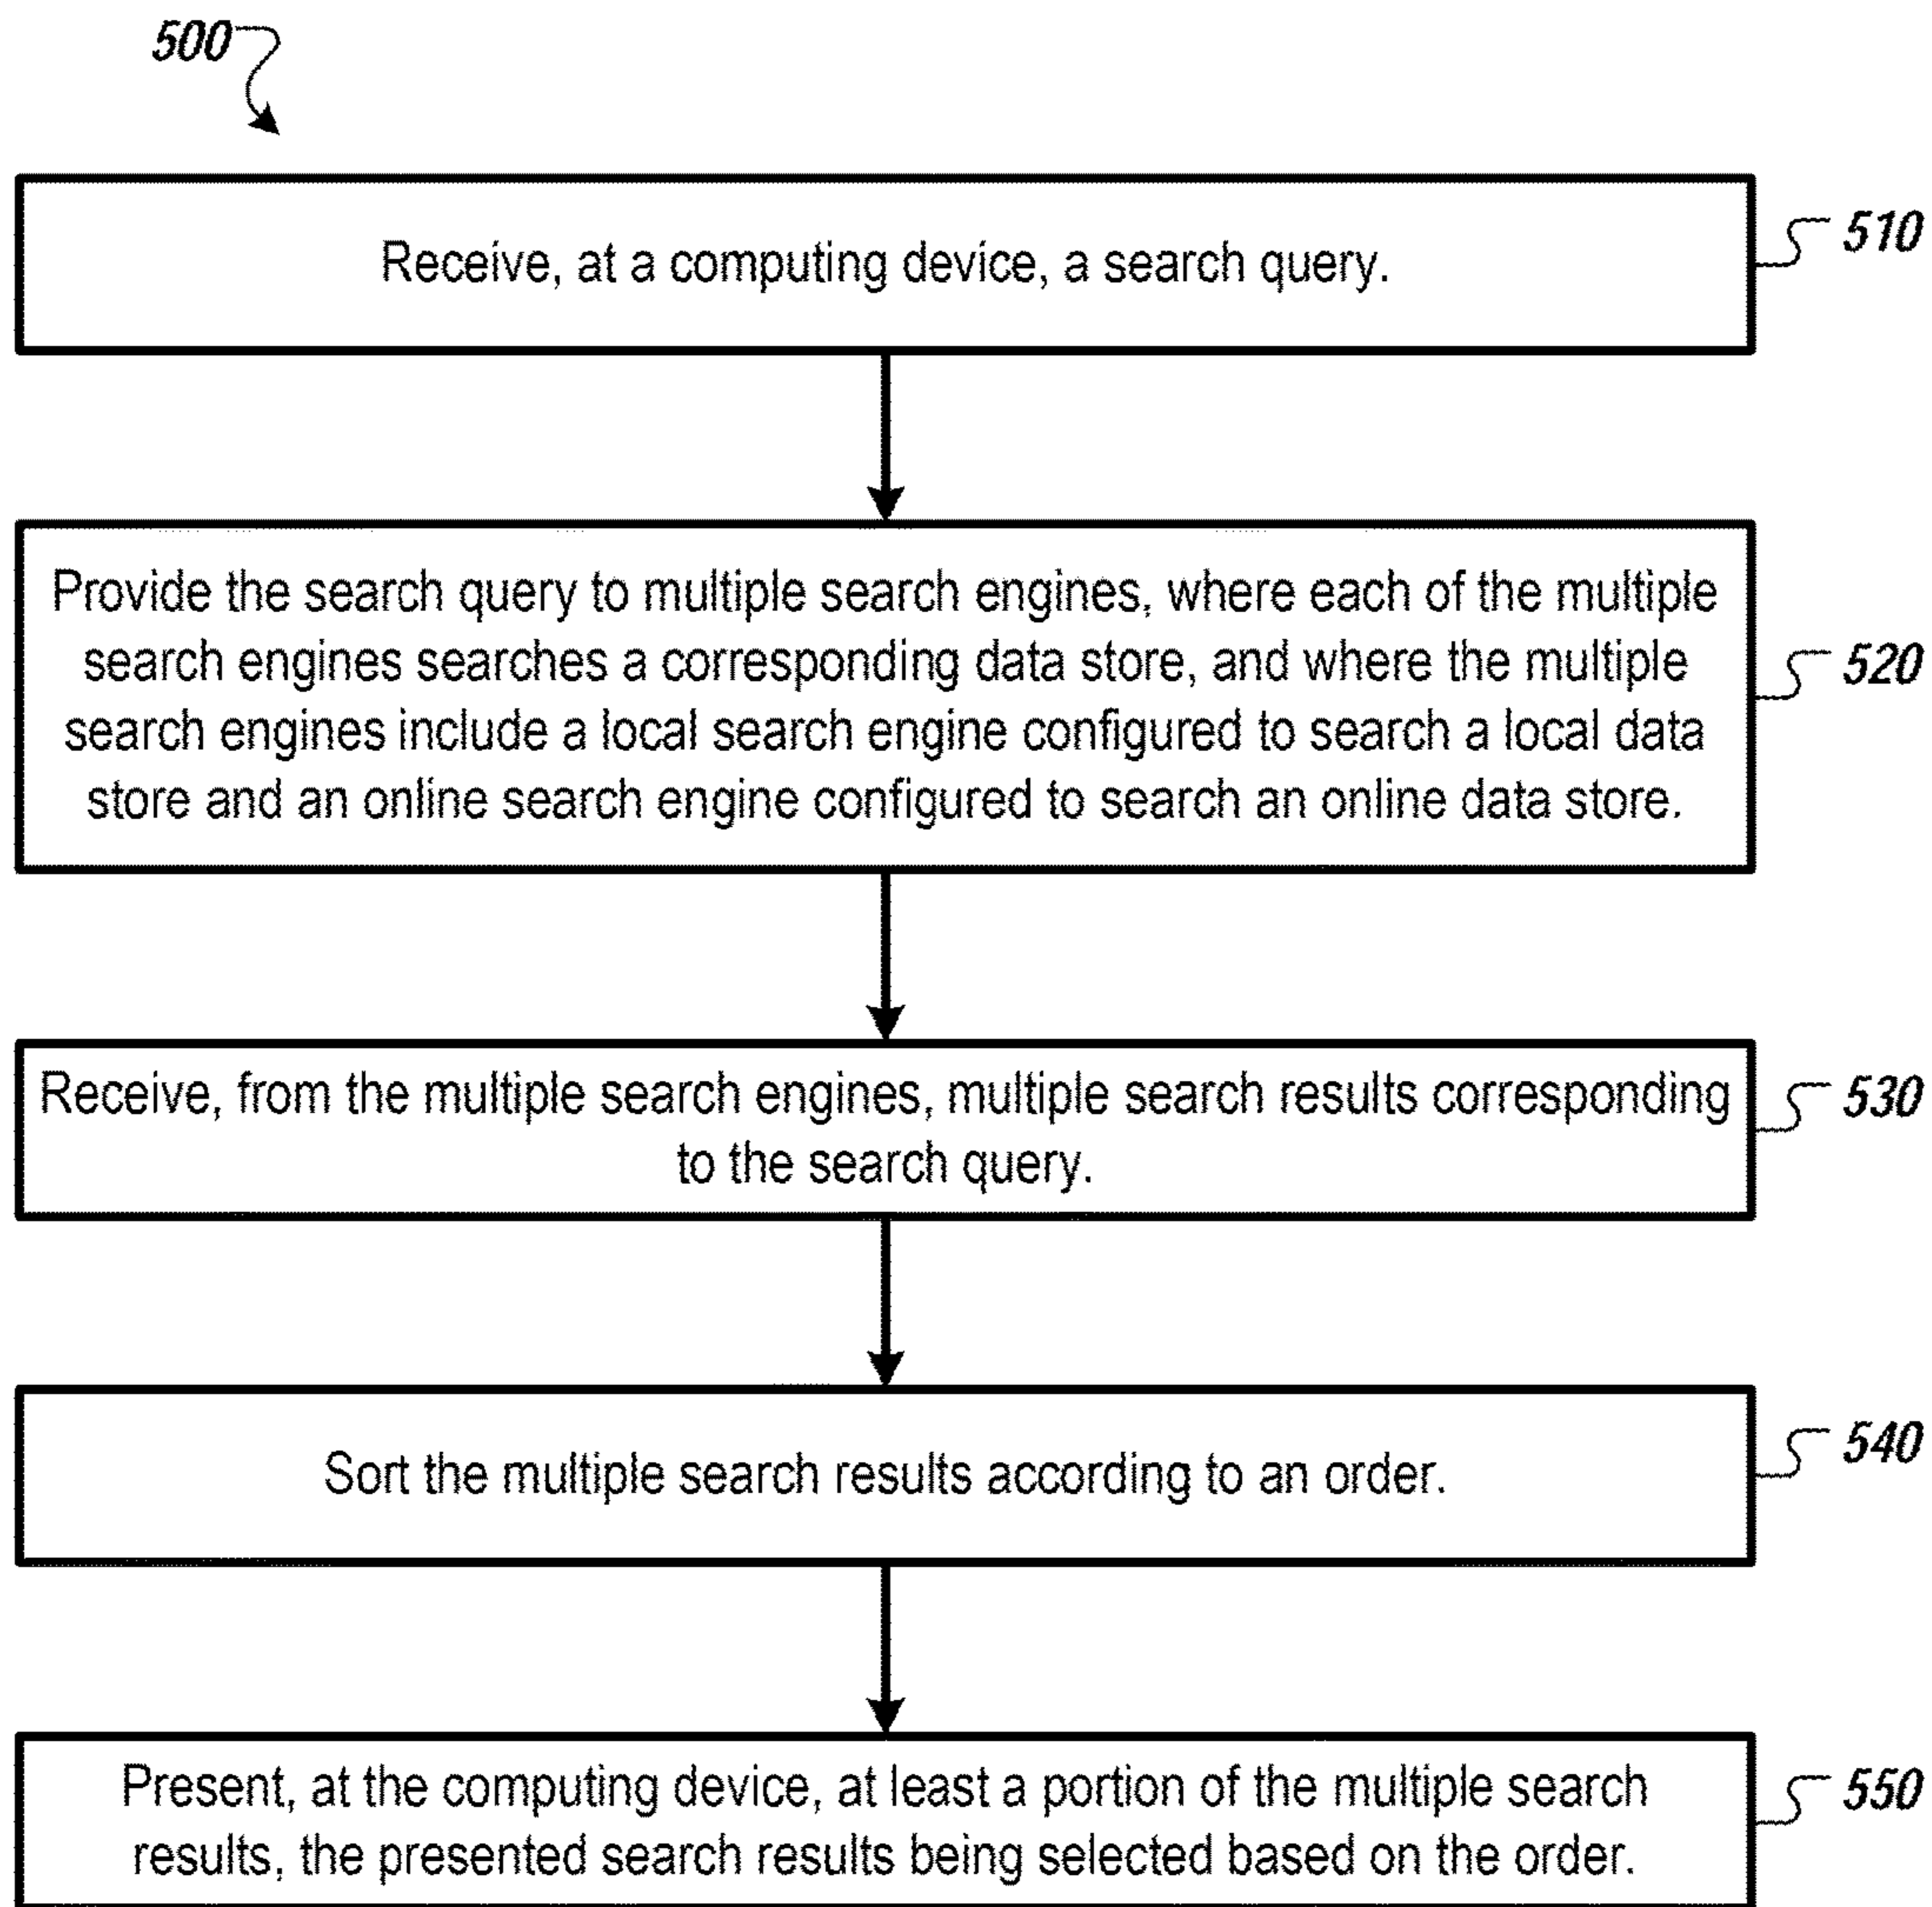 500
Receive, at a computing device, a search query.
510
Provide the search query to multiple search engines, where each of the multiple
search engines searches a corresponding data store, and where the multiple
search engines include a local search engine configured to search a local data
store and an online search engine configured to search an online data store.
520
Receive, from the multiple search engines, multiple search results corresponding
to the search query.
530
Sort the multiple search results according to an order.
540
Present, at the computing device, at least a portion of the multiple search
results, the presented search results being selected based on the order.
550